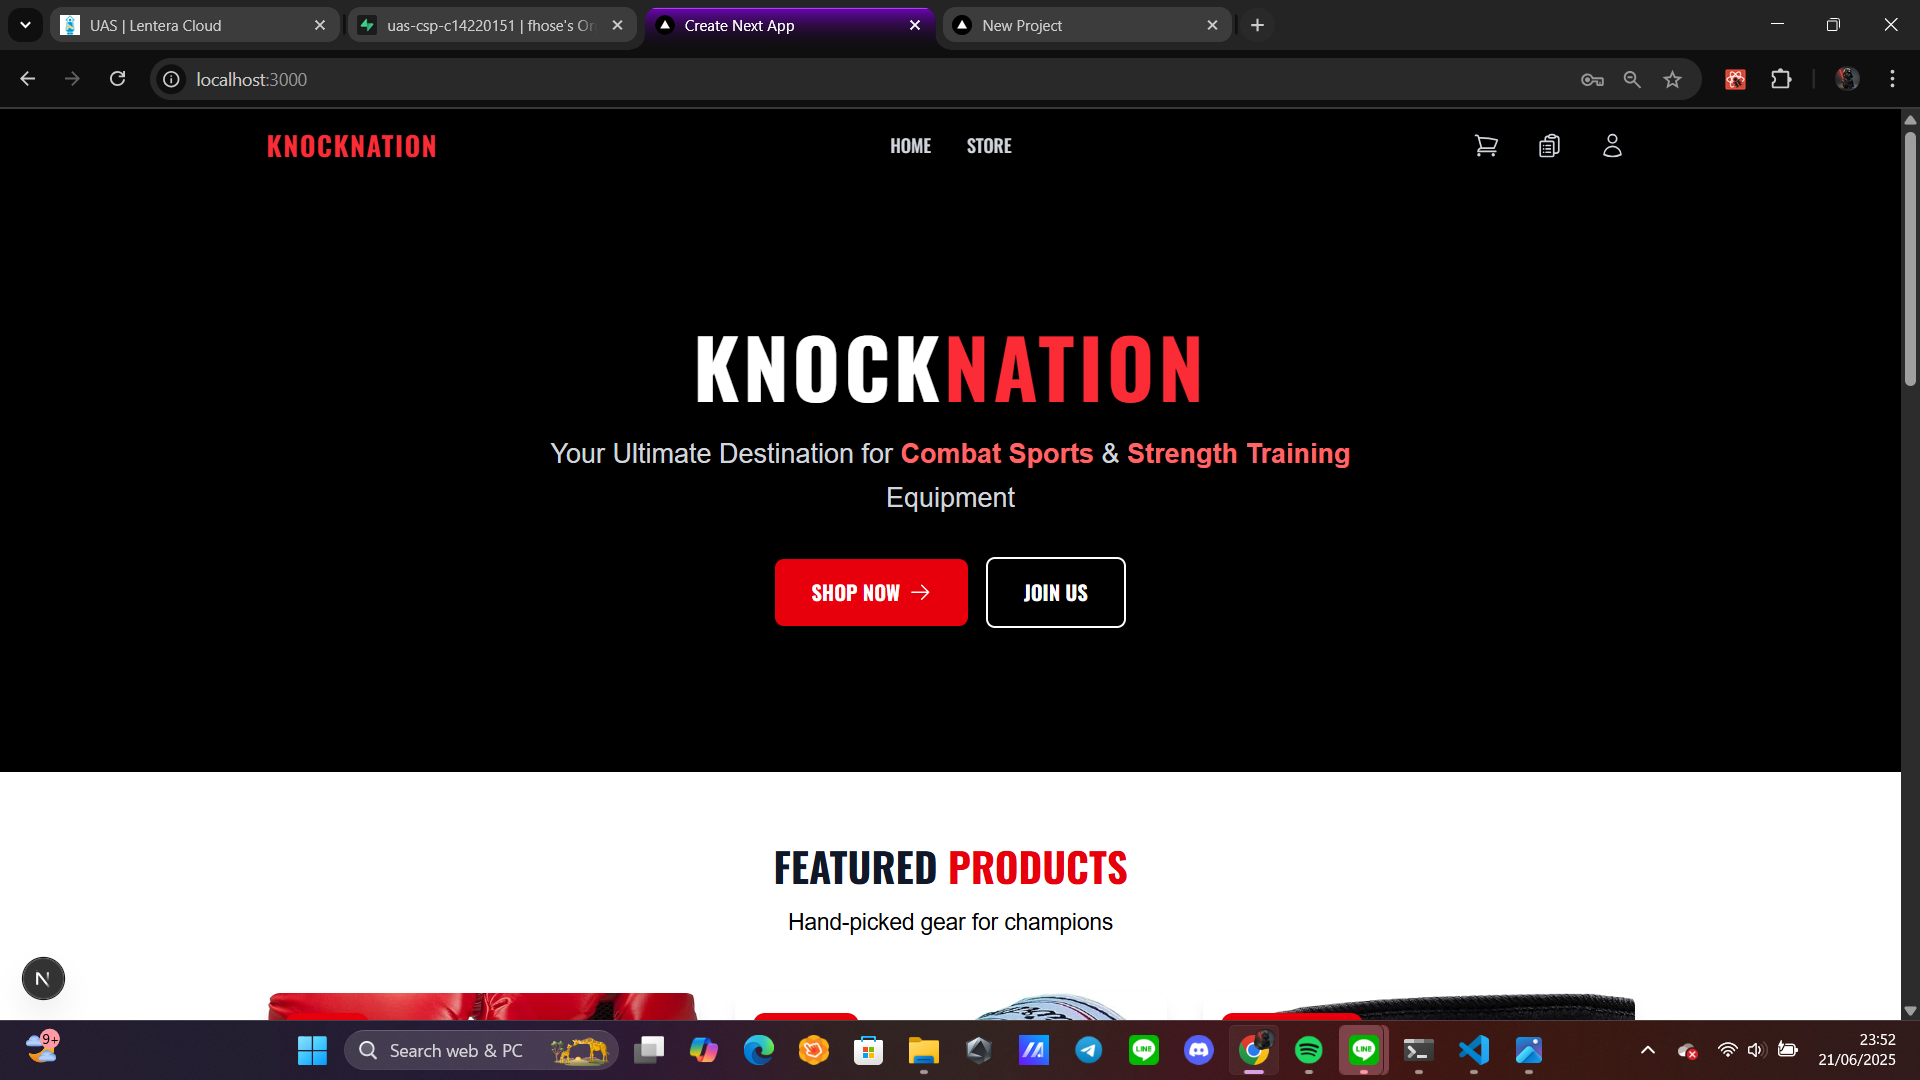 UAS | Lentera Cloud
uas-csp-c14220151 | fhose's Or
Create Next App
New Project
localhost:3000
KNOCKNATION
HOME
STORE
KNOCKNATION
Your Ultimate Destination for Combat Sports & Strength Training
Equipment
SHOP NOW
JOIN US
FEATURED PRODUCTS
Hand-picked gear for champions
N
9+
Search web & PC
LINE
LINE
23:52
21/06/2025